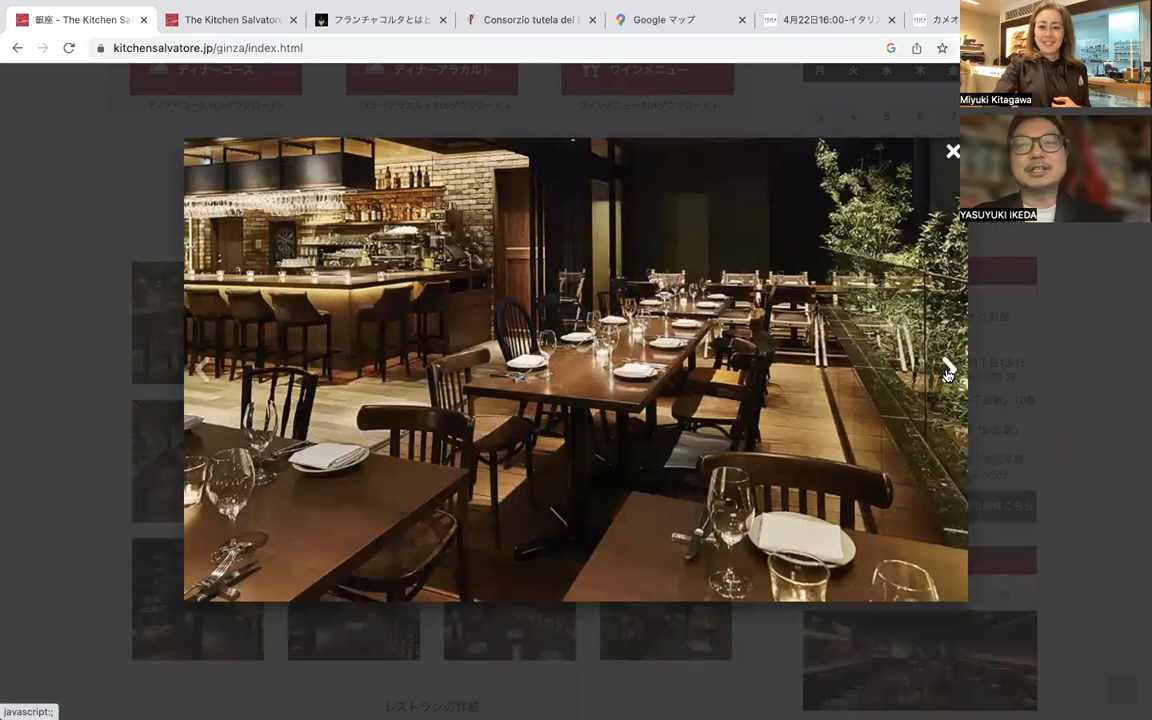 銀座 - The Kitchen Sal
The Kitchen Salvatore
フランチャコルタとはと
Consorzio tutela del
Google マップ
4月22日16:00-イタリ
カメオ
kitchensalvatore.jp/ginza/index.html
Miyuki Kitagawa
YASUYUKI IKEDA
ディナーコース
ディナーアラカルト
ワインメニュー
ディナーコース PDFダウンロード »
ディナーアラカルト PDFダウンロード »
ワインメニュー PDFダウンロード »
月 火 水 木 金
4 5 6 7
レストランの詳細
javascript:;